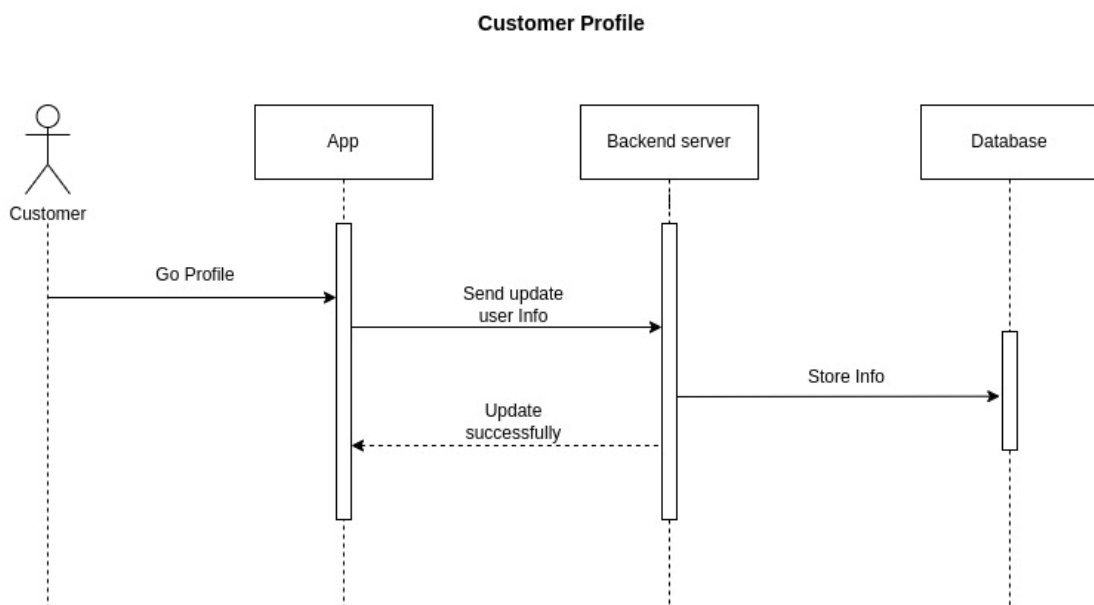 Customer Profile
App
Backend server
Database
Customer
Go Profile
Send update
user Info
Store Info
Update
successfully